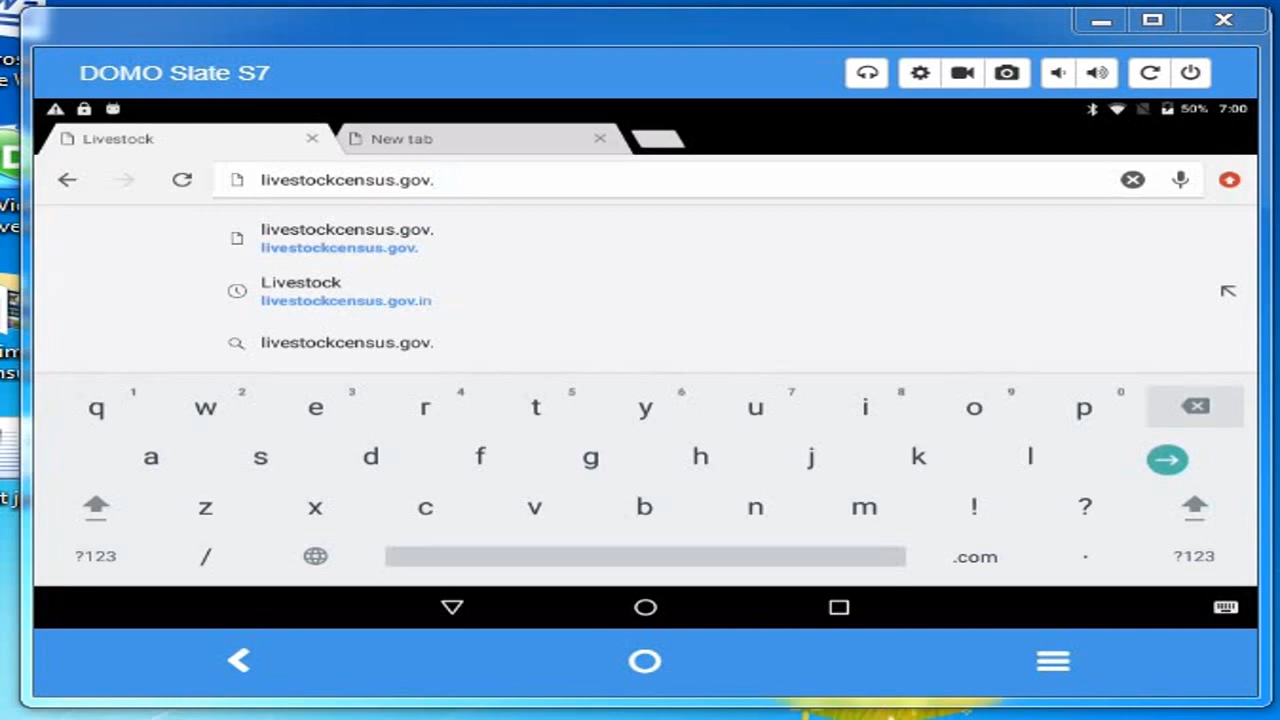 DOMO Slate S7
50% 7:00
Livestock
New tab
livestockcensus.gov.
livestockcensus.gov.
livestockcensus.gov.
Livestock
livestockcensus.gov.in
livestockcensus.gov.
1 2 3 4 5 6 7 8 9 0
q w e r t y u i o p
a s d f g h j k l
z x c v b n m ! ?
?123 / .com . ?123